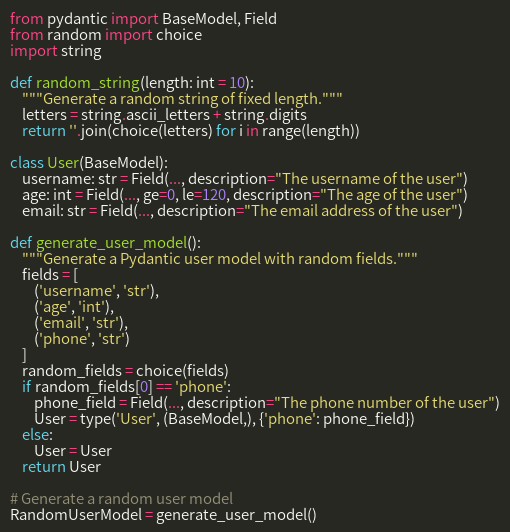 from pydantic import BaseModel, Field
from random import choice
import string

def random_string(length: int = 10):
    """Generate a random string of fixed length."""
    letters = string.ascii_letters + string.digits
    return ''.join(choice(letters) for i in range(length))

class User(BaseModel):
    username: str = Field(..., description="The username of the user")
    age: int = Field(..., ge=0, le=120, description="The age of the user")
    email: str = Field(..., description="The email address of the user")

def generate_user_model():
    """Generate a Pydantic user model with random fields."""
    fields = [
        ('username', 'str'),
        ('age', 'int'),
        ('email', 'str'),
        ('phone', 'str')
    ]
    random_fields = choice(fields)
    if random_fields[0] == 'phone':
        phone_field = Field(..., description="The phone number of the user")
        User = type('User', (BaseModel,), {'phone': phone_field})
    else:
        User = User
    return User

# Generate a random user model
RandomUserModel = generate_user_model()